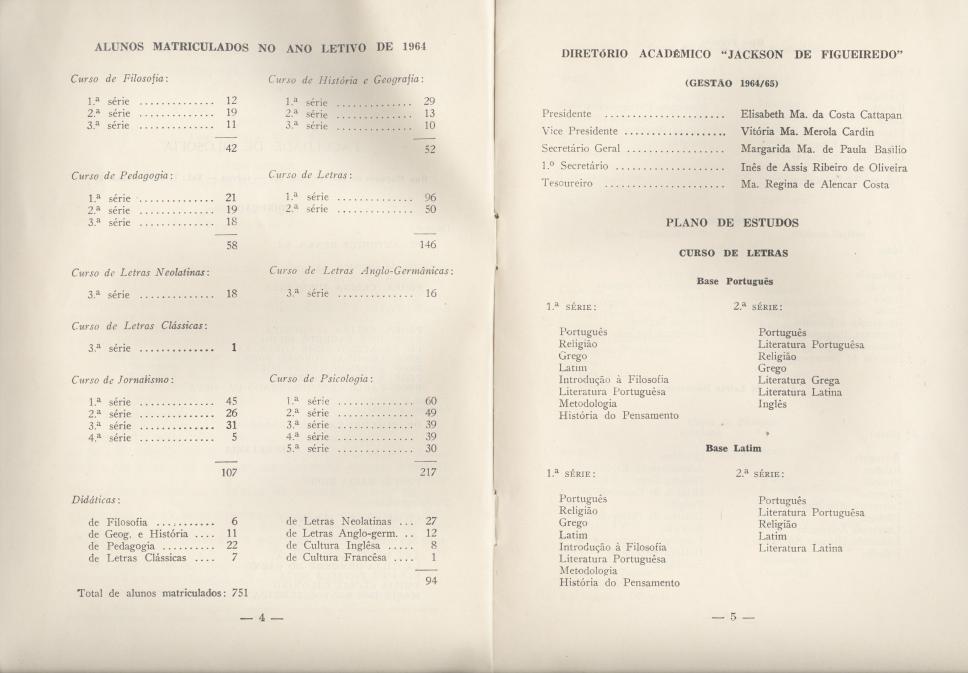 ALUNOS MATRICULADOS NO ANO LETIVO DE 1964
Curso de Filosofia:
1.ª série .............. 12
2.ª série .............. 19
3.ª série .............. 11
42
Curso de História e Geografia:
1.ª série .............. 29
2.ª série .............. 13
3.ª série .............. 10
52
Curso de Pedagogia:
1.ª série .............. 21
2.ª série .............. 19
3.ª série .............. 18
58
Curso de Letras:
1.ª série .............. 96
2.ª série .............. 50
146
Curso de Letras Neolatinas:
3.ª série .............. 18
Curso de Letras Anglo-Germânicas:
3.ª série .............. 16
Curso de Letras Clássicas:
3.ª série .............. 1
Curso de Jornalismo:
1.ª série .............. 45
2.ª série .............. 26
3.ª série .............. 31
4.ª série .............. 5
107
Curso de Psicologia:
1.ª série .............. 60
2.ª série .............. 49
3.ª série .............. 39
4.ª série .............. 39
5.ª série .............. 30
217
Didáticas:
de Filosofia ........... 6
de Geog. e História .... 11
de Pedagogia .......... 22
de Letras Clássicas .... 7
de Letras Neolatinas ... 27
de Letras Anglo-germ. .. 12
de Cultura Inglêsa ..... 8
de Cultura Francêsa .... 1
94
Total de alunos matriculados: 751
— 4 —
DIRETÓRIO ACADÊMICO “JACKSON DE FIGUEIREDO”
(GESTÃO 1964/65)
Presidente ...................... Elisabeth Ma. da Costa Cattapan
Vice Presidente .................. Vitória Ma. Merola Cardin
Secretário Geral .................. Margarida Ma. de Paula Basílio
1.º Secretário .................... Inês de Assis Ribeiro de Oliveira
Tesoureiro ...................... Ma. Regina de Alencar Costa
PLANO DE ESTUDOS
CURSO DE LETRAS
Base Português
1.ª SÉRIE:
Português
Religião
Grego
Latim
Introdução à Filosofia
Literatura Portuguêsa
Metodologia
História do Pensamento
2.ª SÉRIE:
Português
Literatura Portuguêsa
Religião
Grego
Literatura Grega
Literatura Latina
Inglês
Base Latim
1.ª SÉRIE:
Português
Religião
Grego
Latim
Introdução à Filosofia
Literatura Portuguêsa
Metodologia
História do Pensamento
2.ª SÉRIE:
Português
Literatura Portuguêsa
Religião
Latim
Literatura Latina
— 5 —